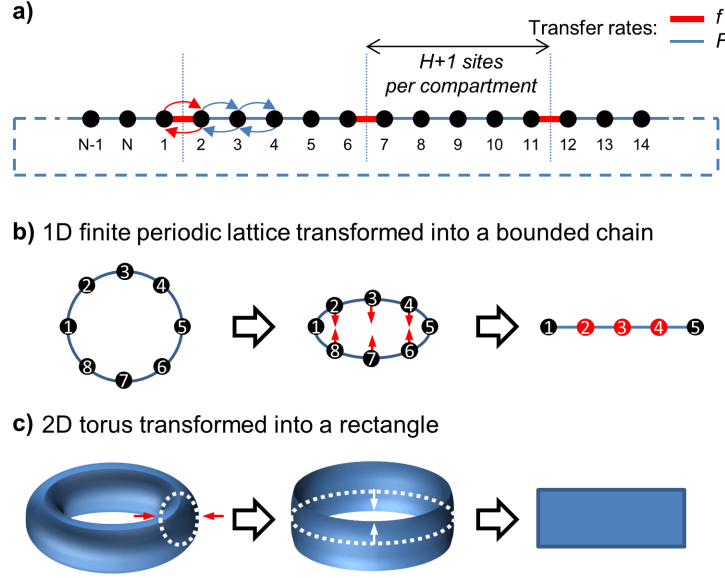 a)
Transfer rates: f
F
H+1 sites
per compartment
N-1 N 1 2 3 4 5 6 7 8 9 10 11 12 13 14
b) 1D finite periodic lattice transformed into a bounded chain
1 2 3 4 5 6 7 8
1 2 3 4 5 6 7 8
1 2 3 4 5
c) 2D torus transformed into a rectangle